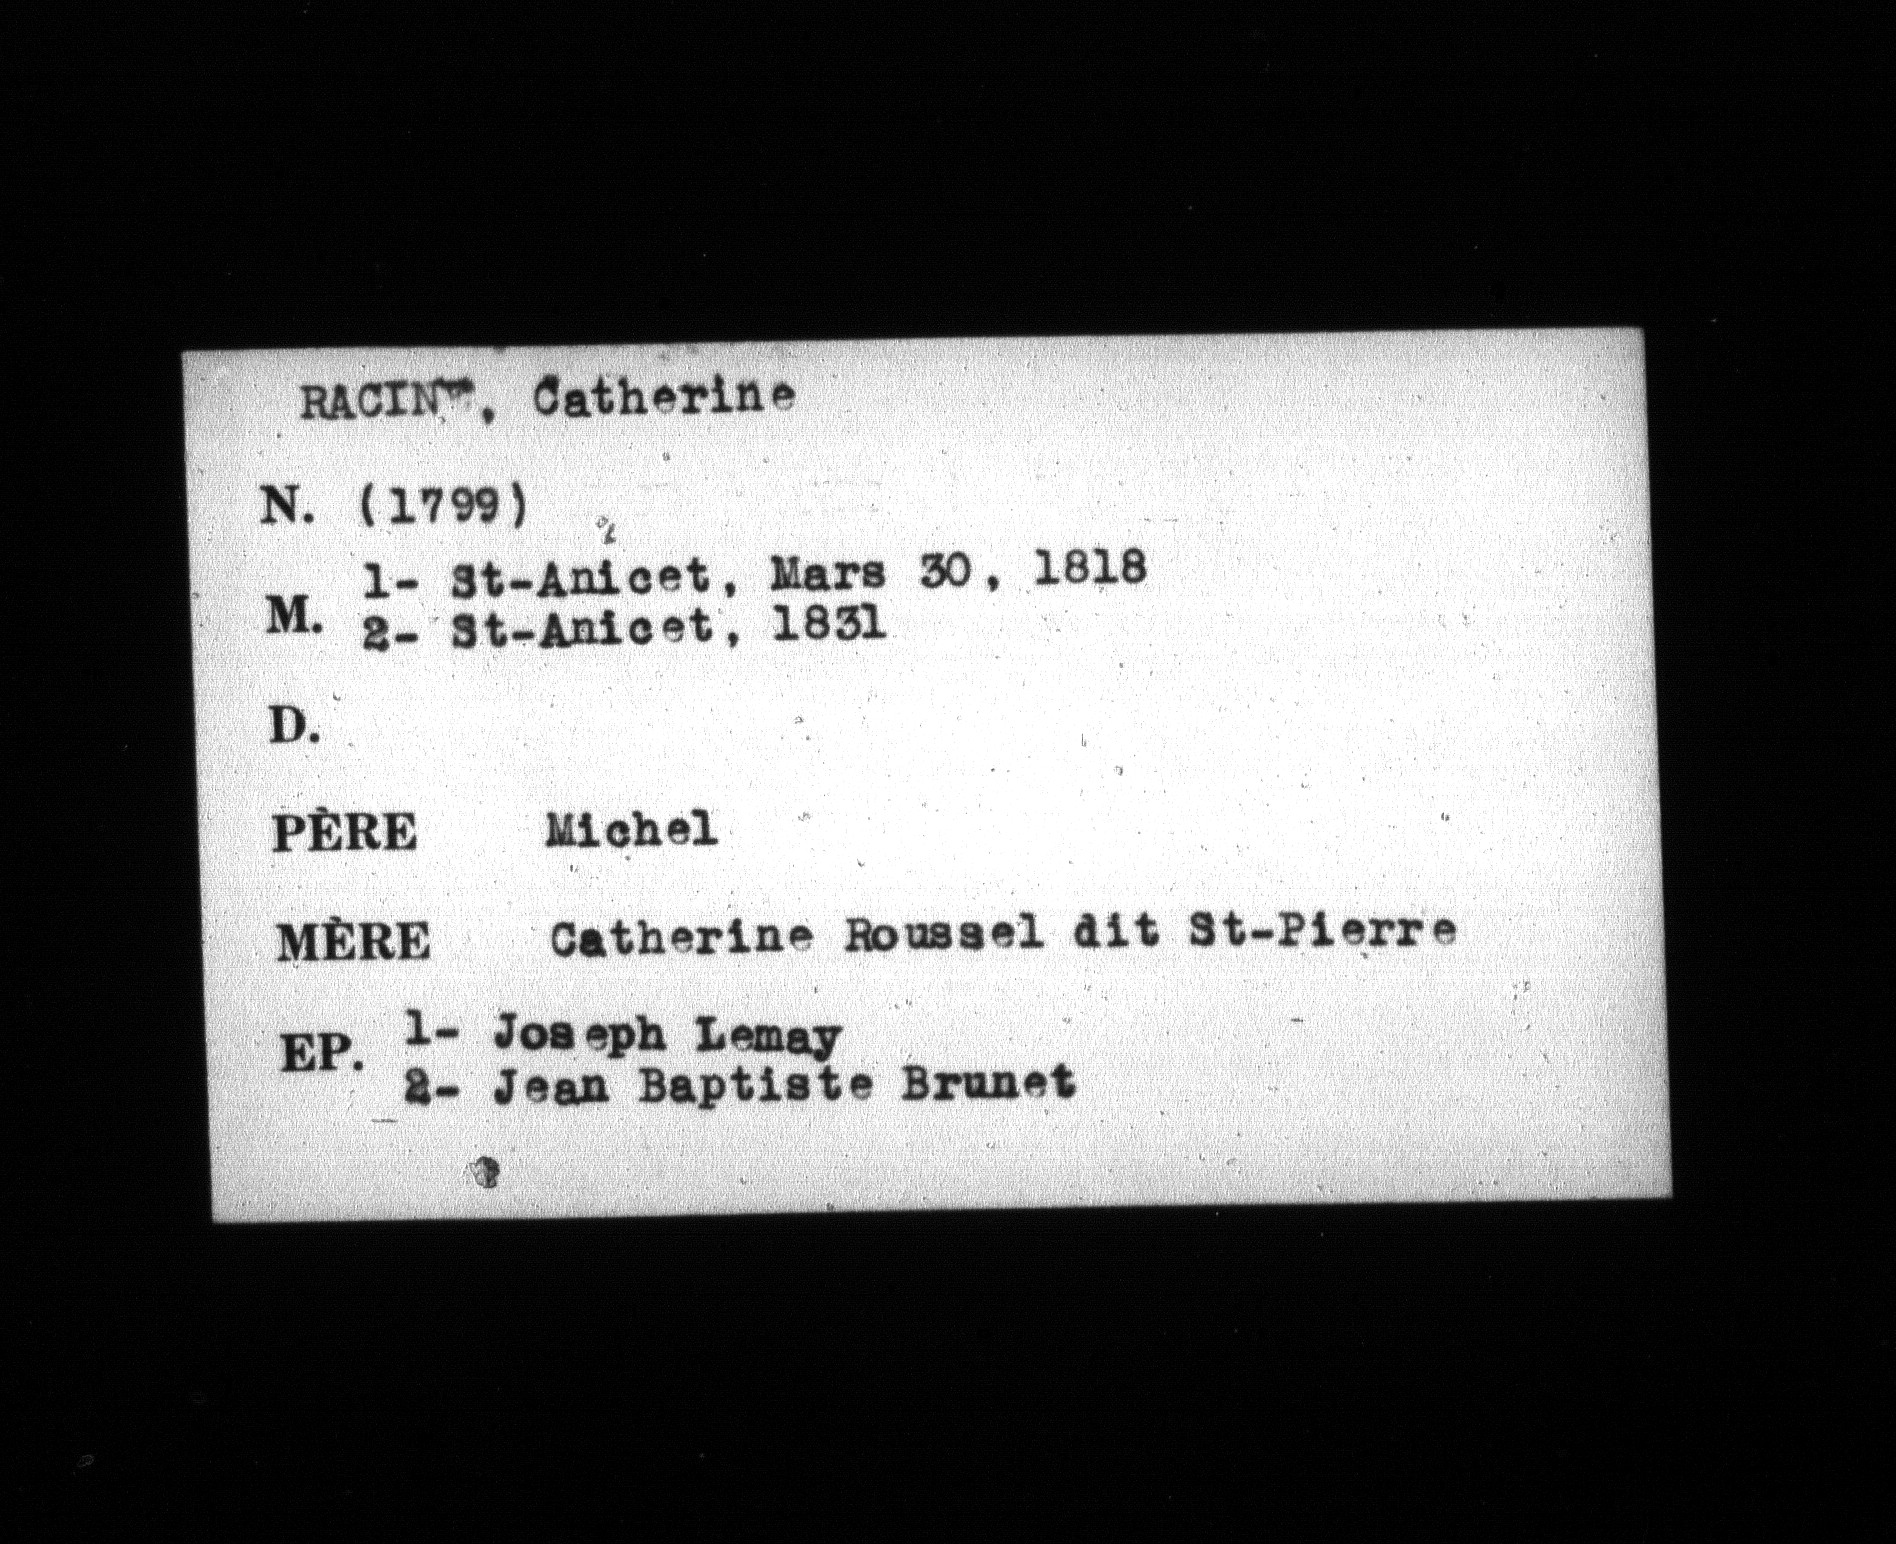 RACINE, Catherine
N. (1799)
1- St-Anicet, Mars 30, 1818
M.
2- St-Anicet, 1831
D.
PÈRE Michel
MÈRE Catherine Roussel dit St-Pierre
1- Joseph Lemay
EP.
2- Jean Baptiste Brunet